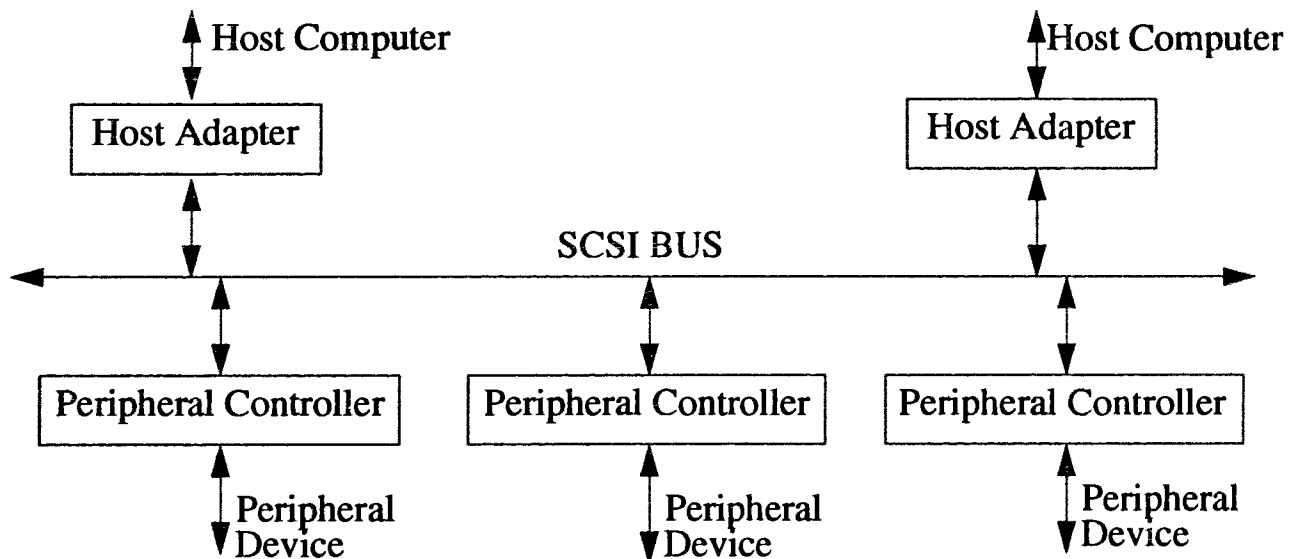 Host Computer
Host Computer
Host Adapter
Host Adapter
SCSI BUS
Peripheral Controller
Peripheral Controller
Peripheral Controller
Peripheral
Device
Peripheral
Device
Peripheral
Device